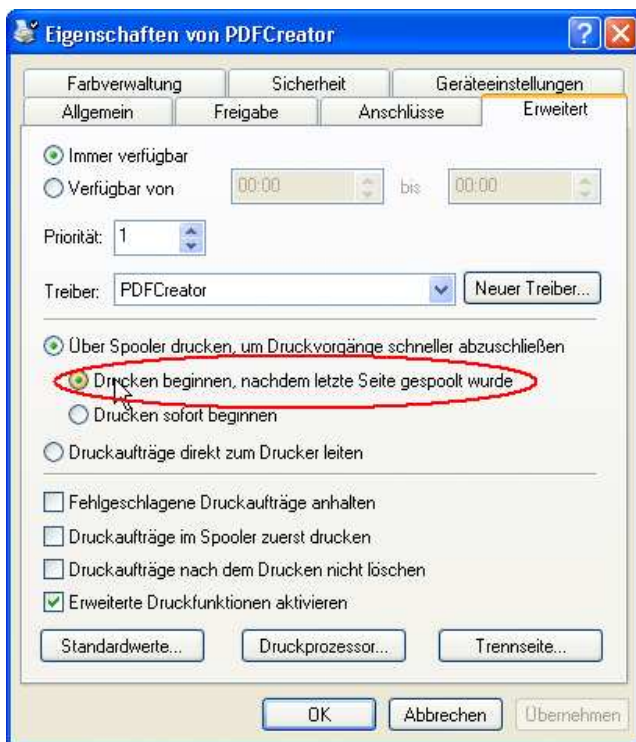 Eigenschaften von PDFCreator
Farbverwaltung Sicherheit Geräteeinstellungen
Allgemein Freigabe Anschlüsse Erweitert
Immer verfügbar
Verfügbar von 00:00 bis 00:00
Priorität: 1
Treiber: PDFCreator Neuer Treiber...
Über Spooler drucken, um Druckvorgänge schneller abzuschließen
Drucken beginnen, nachdem letzte Seite gespoolt wurde
Drucken sofort beginnen
Druckaufträge direkt zum Drucker leiten
Fehlgeschlagene Druckaufträge anhalten
Druckaufträge im Spooler zuerst drucken
Druckaufträge nach dem Drucken nicht löschen
Erweiterte Druckfunktionen aktivieren
Standardwerte... Druckprozessor... Trennseite...
OK Abbrechen Übernehmen